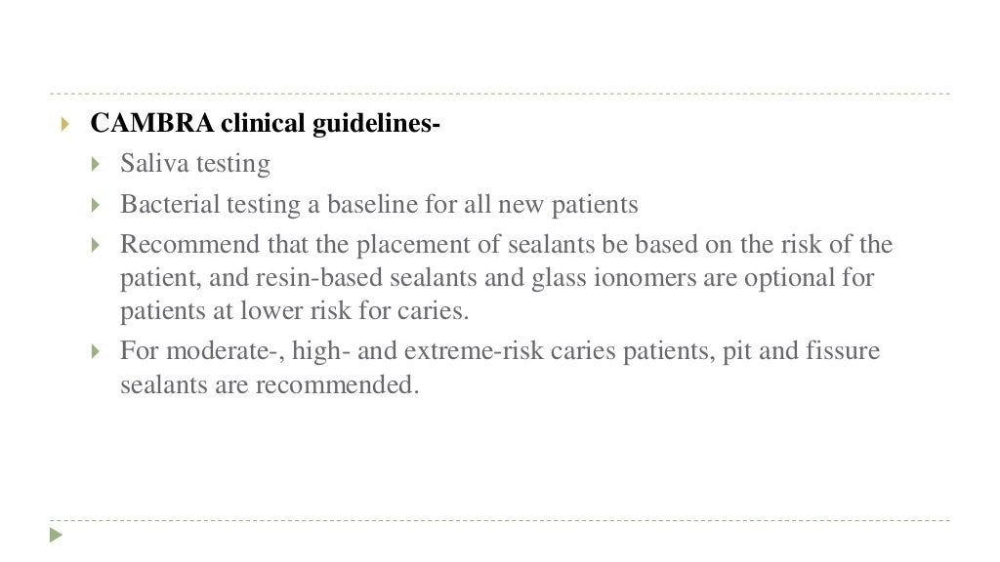 CAMBRA clinical guidelines-
Saliva testing
Bacterial testing a baseline for all new patients
Recommend that the placement of sealants be based on the risk of the
patient, and resin-based sealants and glass ionomers are optional for
patients at lower risk for caries.
For moderate-, high- and extreme-risk caries patients, pit and fissure
sealants are recommended.